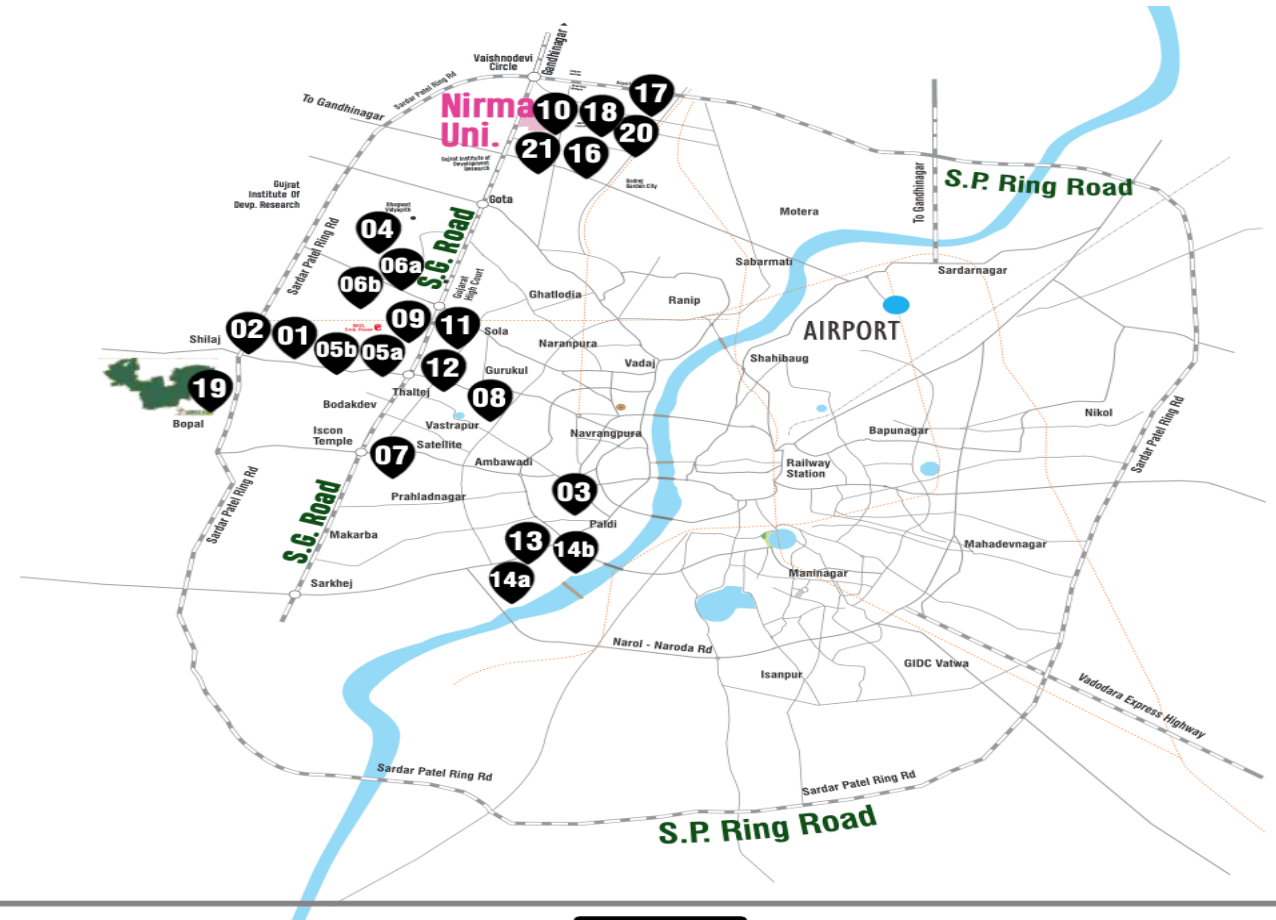 Gandhinagar
Vaishnodevi
Circle
Sardar Patel Ring Rd
To Gandhinagar
Nirma
Uni.
10
18
17
20
21
16
Gujrat Institute of
Development
Research
Godrej
Garden City
Gujrat
Institute Of
Devp. Research
Bhagwat
Vidyapith
Gota
S.G. Road
04
06a
06b
Sardar Patel Ring Rd
Gujarat
High Court
To Gandhinagar
S.P. Ring Road
Motera
Sabarmati
Sardarnagar
Ghatlodia
Ranip
AIRPORT
Shilaj
02
01
05b
05a
09
11
Sola
12
Naranpura
Vadaj
Shahibaug
Gurukul
08
Thaltej
19
Bopal
Bodakdev
Vastrapur
Iscon
Temple
Satellite
07
Navrangpura
Ambawadi
Bapunagar
Nikol
Railway
Station
Sardar Patel Ring Rd
Sardar Patel Ring Rd
S.G. Road
Prahladnagar
03
Paldi
Makarba
13
14b
14a
Mahadevnagar
Maninagar
Sarkhej
Narol - Naroda Rd
Isanpur
GIDC Vatwa
Vadodara Express Highway
Sardar Patel Ring Rd
Sardar Patel Ring Rd
S.P. Ring Road